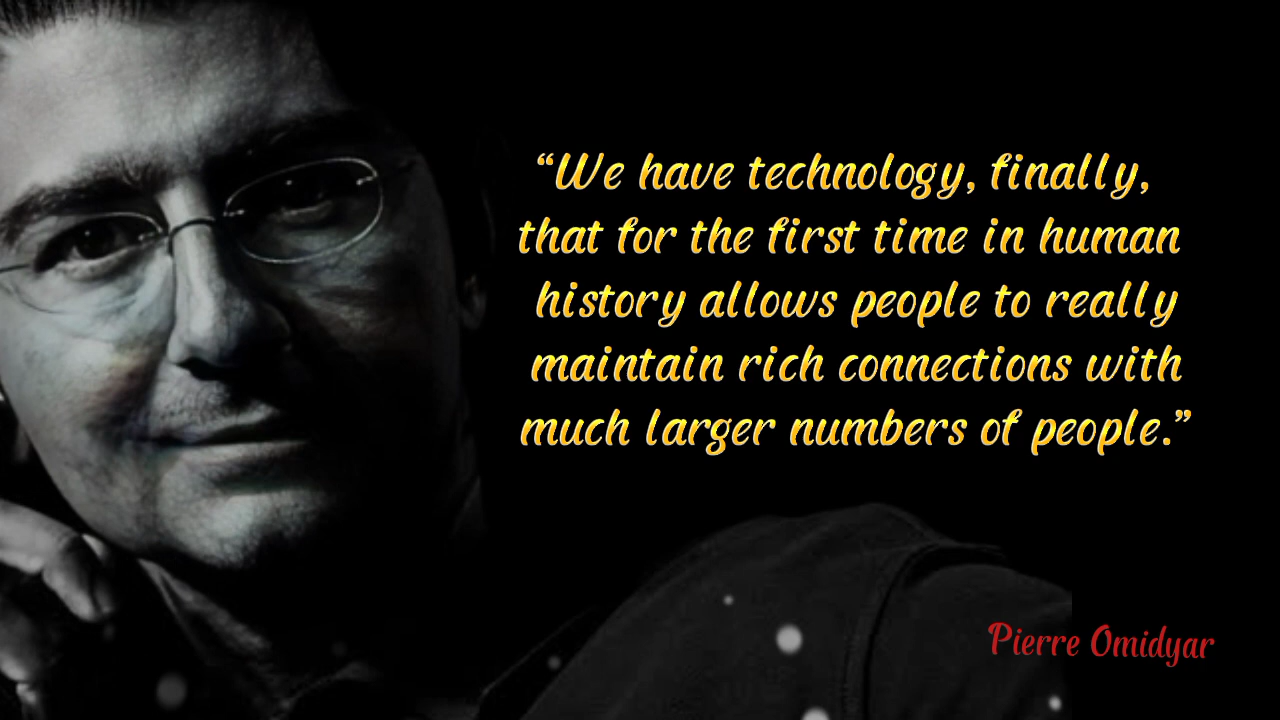 “We have technology, finally,
that for the first time in human
history allows people to really
maintain rich connections with
much larger numbers of people.”
Pierre Omidyar